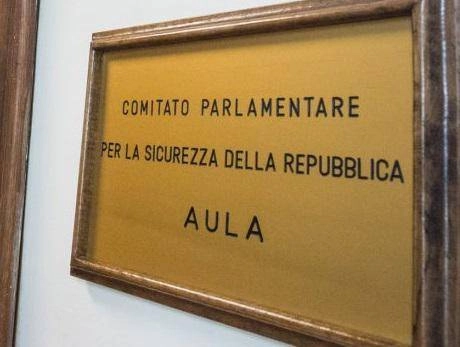 COMITATO PARLAMENTARE
PER LA SICUREZZA DELLA REPUBBLICA
AULA